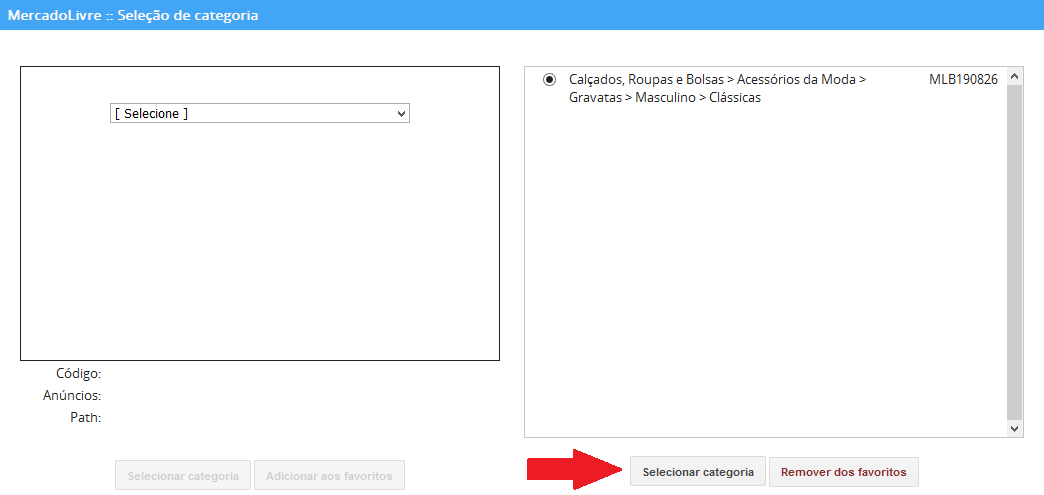 MercadoLivre :: Seleção de categoria
[ Selecione ]
Código:
Anúncios:
Path:
Selecionar categoria
Adicionar aos favoritos
Calçados, Roupas e Bolsas > Acessórios da Moda >
Gravatas > Masculino > Clássicas
MLB190826
Selecionar categoria
Remover dos favoritos